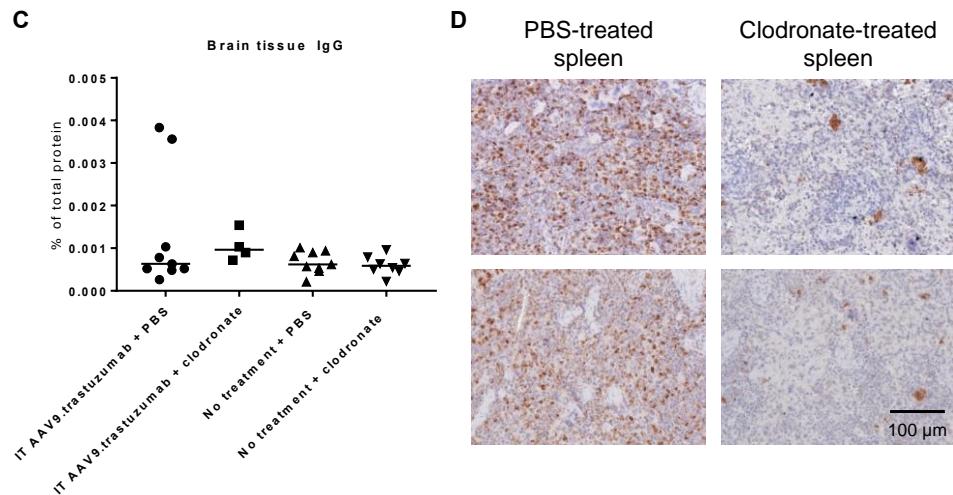 C
Brain tissue IgG
% of total protein
0.005
0.004
0.003
0.002
0.001
0.000
IT AAV9.trastuzumab + PBS
IT AAV9.trastuzumab + clodronate
No treatment + PBS
No treatment + clodronate
D
PBS-treated
spleen
Clodronate-treated
spleen
100 µm